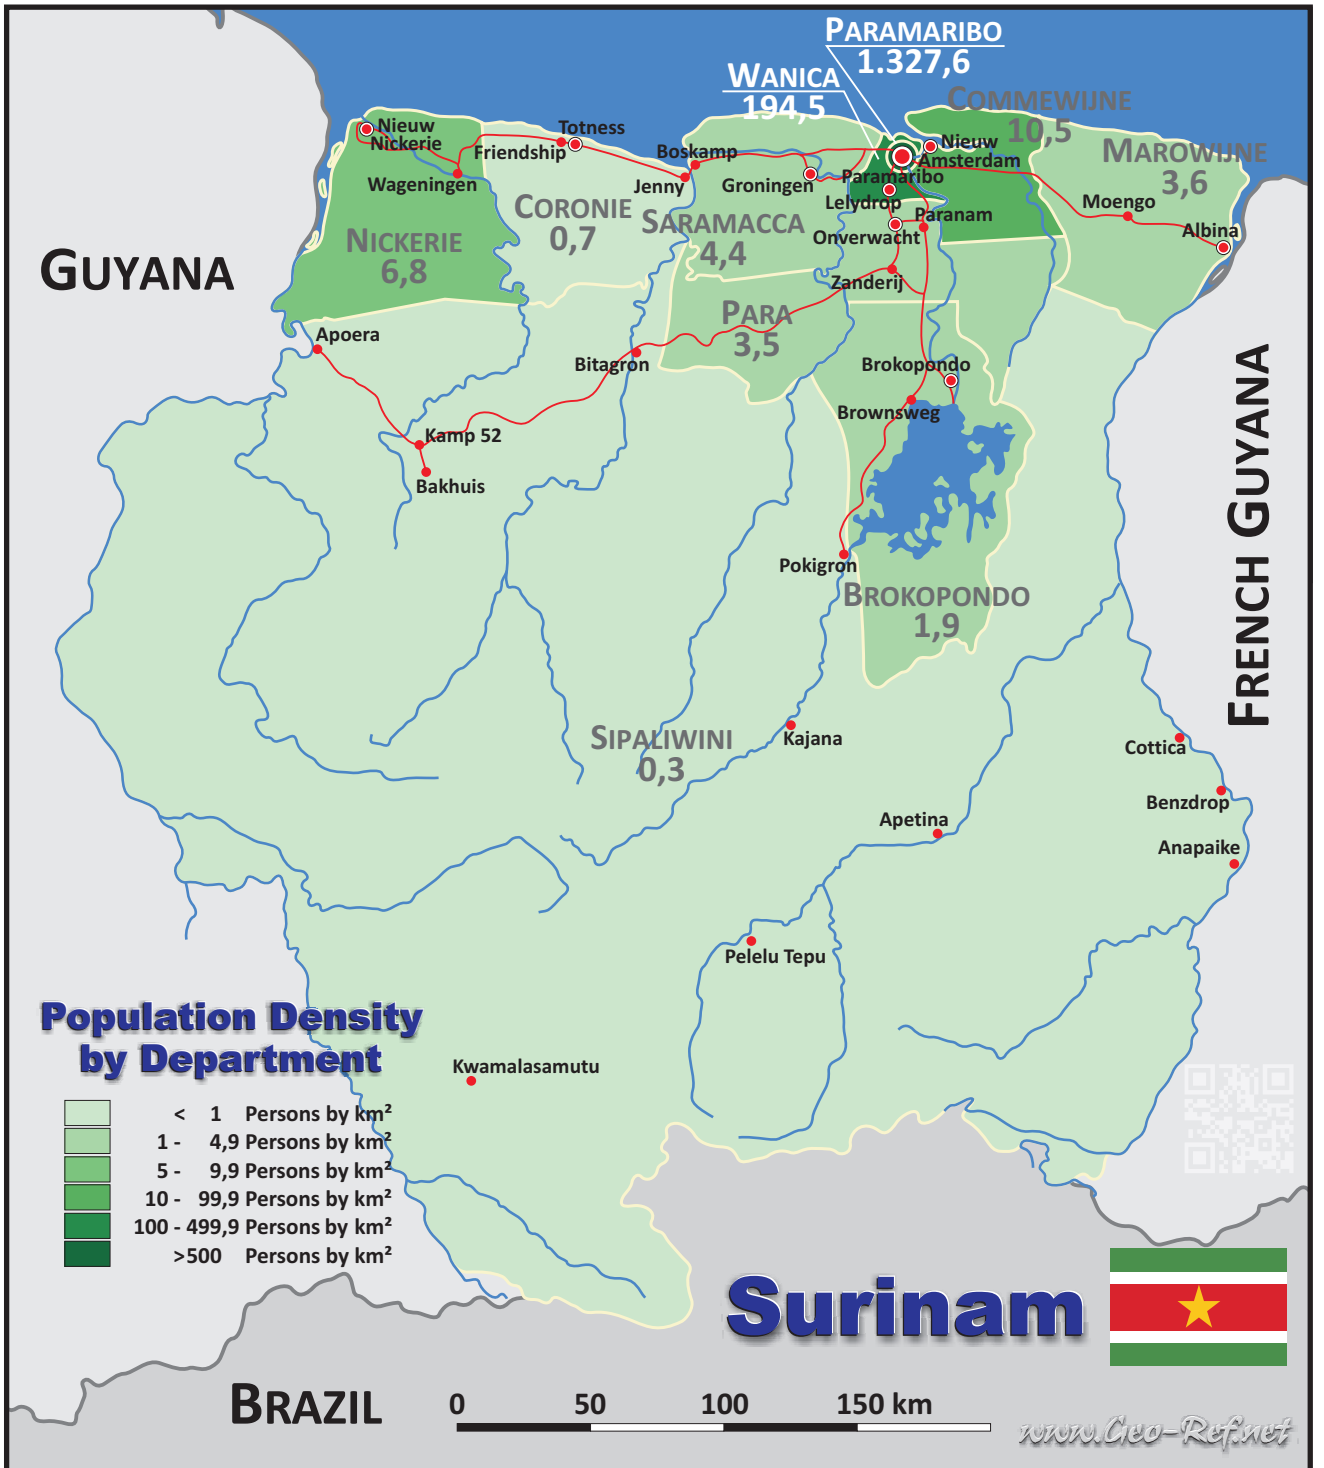 PARAMARIBO
1.327,6
WANICA
194,5
COMMEWIJNE
10,5
MAROWIJNE
3,6
Nieuw
Nickerie
Totness
Friendship
Wageningen
Boskamp
Jenny
Groningen
Nieuw
Amsterdam
Paramaribo
Lelydrop
Paranam
Onverwacht
Moengo
Albina
CORONIE
0,7
SARAMACCA
4,4
NICKERIE
6,8
GUYANA
Zanderij
PARA
3,5
Apoera
Bitagron
Brokopondo
Brownsweg
Kamp 52
Bakhuis
FRENCH GUYANA
Pokigron
BROKOPONDO
1,9
SIPALIWINI
0,3
Kajana
Cottica
Benzdrop
Apetina
Anapaike
Pelelu Tepu
Kwamalasamutu
Population Density
by Department
< 1 Persons by km²
1 - 4,9 Persons by km²
5 - 9,9 Persons by km²
10 - 99,9 Persons by km²
100 - 499,9 Persons by km²
>500 Persons by km²
Surinam
BRAZIL
0 50 100 150 km
www.Geo-Ref.net